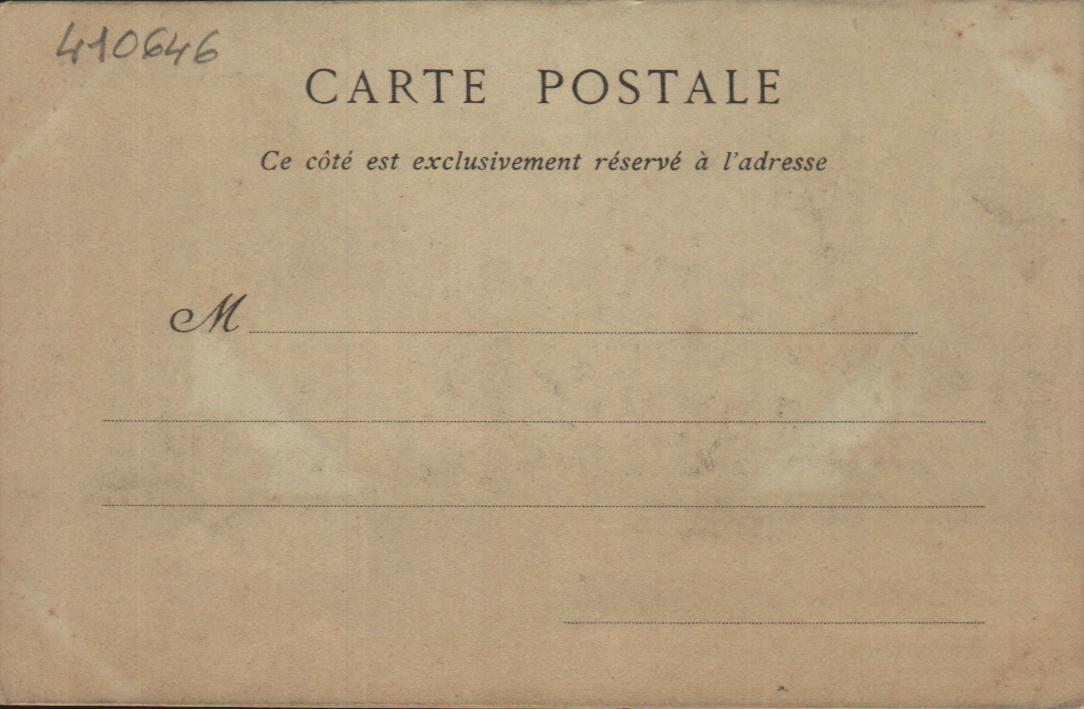 410646
CARTE POSTALE
Ce côté est exclusivement réservé à l'adresse
M